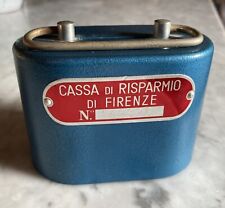 CASSA DI RISPARMIO
DI FIRENZE
N.º